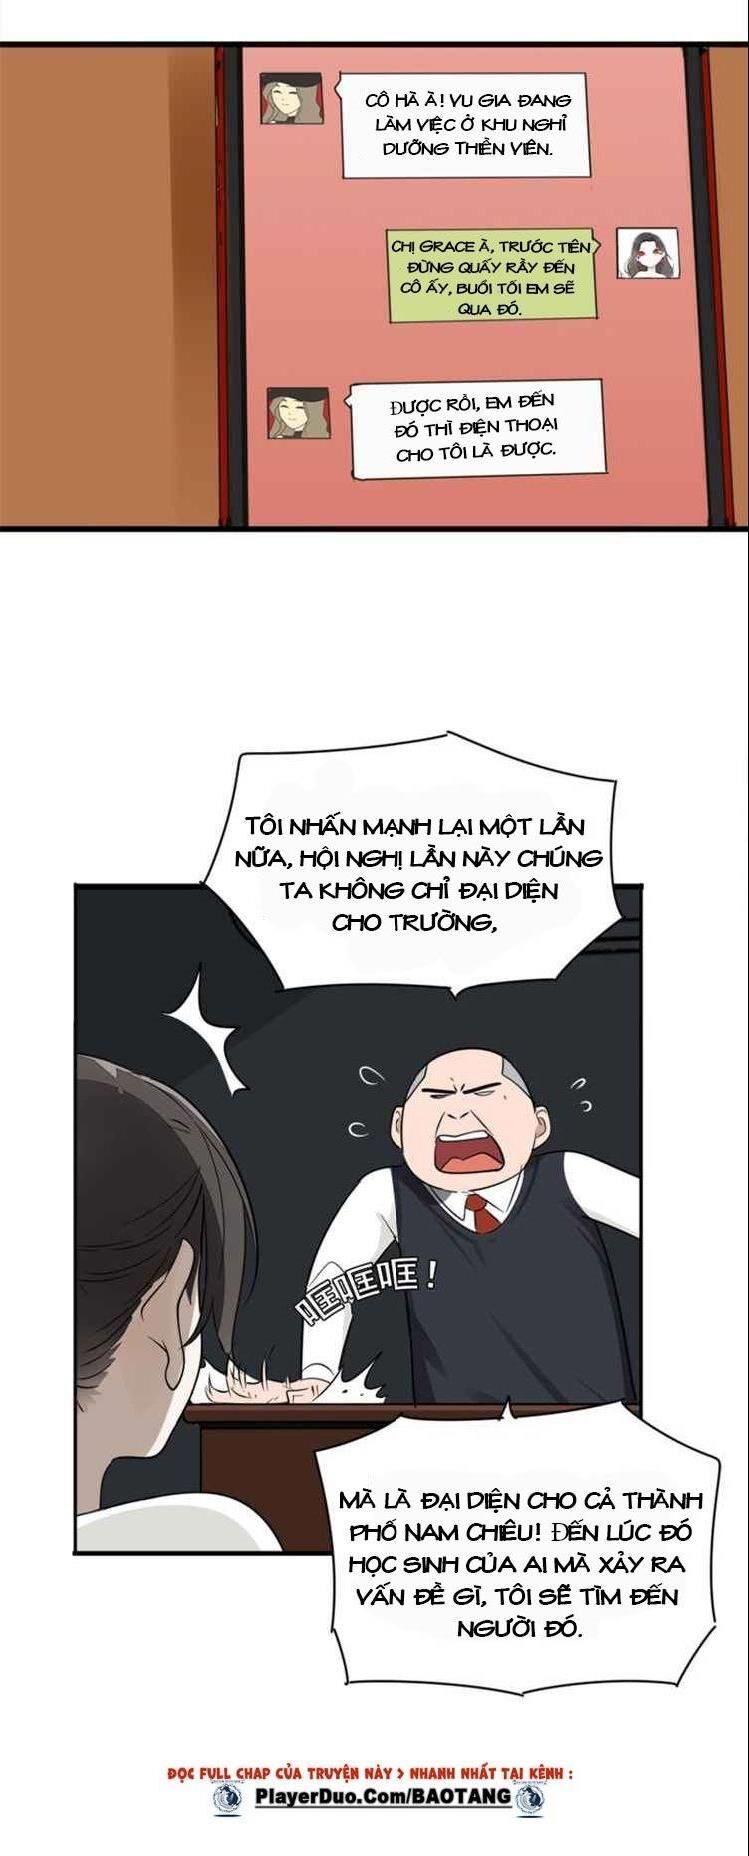 CÔ HÀ À! VU GIA ĐANG
LÀM VIỆC Ở KHU NGHỈ
DƯỠNG THIỀN VIÊN.
CHỊ GRACE À, TRƯỚC TIÊN
ĐỪNG QUẤY RẦY ĐẾN
CÔ ẤY, BUỔI TỐI EM SẼ
QUA ĐÓ.
ĐƯỢC RỒI, EM ĐẾN
ĐÓ THÌ ĐIỆN THOẠI
CHO TÔI LÀ ĐƯỢC.
TÔI NHẤN MẠNH LẠI MỘT LẦN
NỮA, HỘI NGHỊ LẦN NÀY CHÚNG
TA KHÔNG CHỈ ĐẠI DIỆN
CHO TRƯỜNG,
哐哐哐!
MÀ LÀ ĐẠI DIỆN CHO CẢ THÀNH
PHỐ NAM CHIÊU! ĐẾN LÚC ĐÓ
HỌC SINH CỦA AI MÀ XẢY RA
VẤN ĐỀ GÌ, TÔI SẼ TÌM ĐẾN
NGƯỜI ĐÓ.
ĐỌC FULL CHAP CỦA TRUYỆN NÀY > NHANH NHẤT TẠI KÊNH :
PlayerDuo.Com/BAOTANG